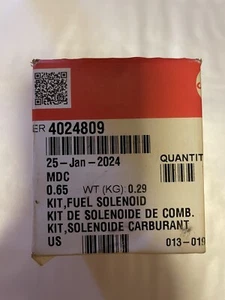 ER 4024809
25-Jan-2024 QUANTIT
MDC
0.65 WT (KG): 0.29
KIT,FUEL SOLENOID
KIT DE SOLENOIDE DE COMB.
KIT,SOLENOIDE CARBURANT
US 013-019